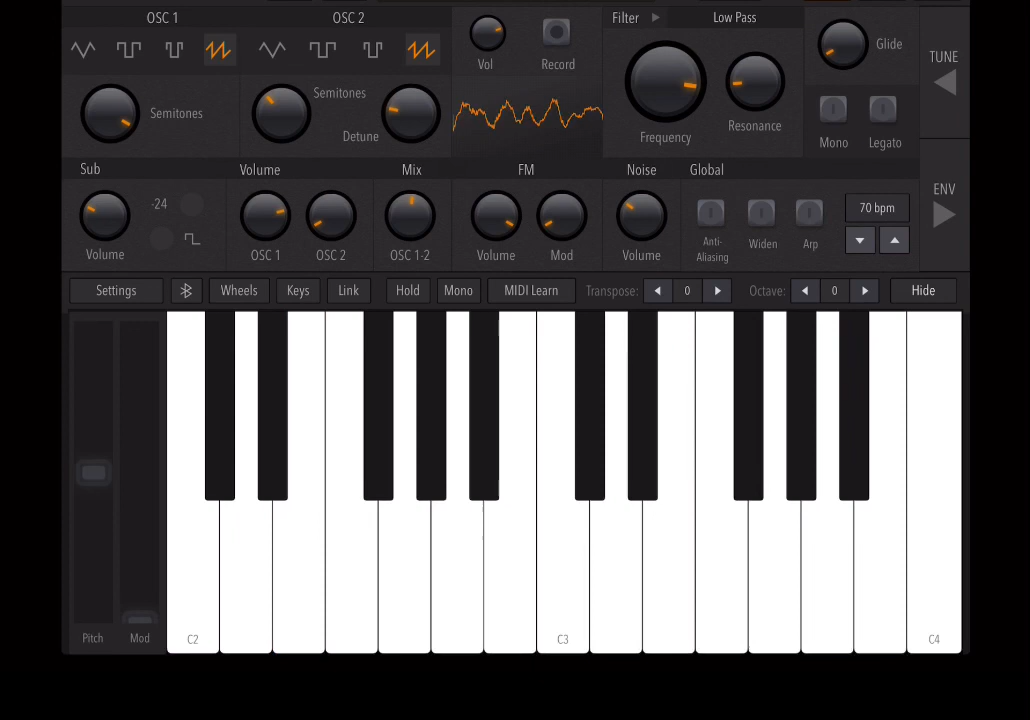 OSC 1 OSC 2 Filter Low Pass
Vol Record Frequency Resonance Glide TUNE
Semitones Semitones Detune Mono Legato
Sub Volume Mix FM Noise Global ENV
-24 70 bpm
Volume OSC 1 OSC 2 OSC 1-2 Volume Mod Volume Anti-
Aliasing Widen Arp
Settings Wheels Keys Link Hold Mono MIDI Learn Transpose: 0 Octave: 0 Hide
Pitch Mod C2 C3 C4